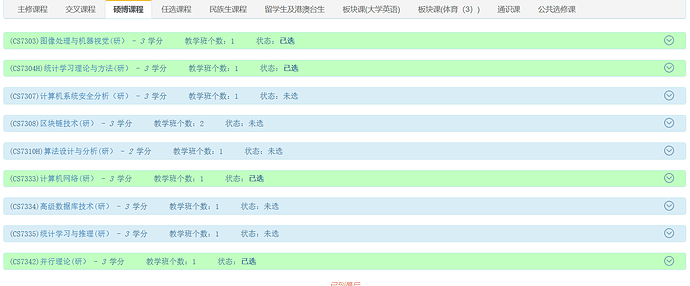 主修课程 交叉课程 硕博课程 任选课程 民族生课程 留学生及港澳台生 板块课(大学英语) 板块课(体育（3）) 通识课 公共选修课
(CS7303)图像处理与机器视觉(研） - 3 学分 教学班个数：1 状态：已选
(CS7304H)统计学习理论与方法(研） - 3 学分 教学班个数：1 状态：已选
(CS7307)计算机系统安全分析（研） - 3 学分 教学班个数：1 状态：未选
(CS7308)区块链技术(研） - 3 学分 教学班个数：2 状态：未选
(CS7310H)算法设计与分析(研） - 2 学分 教学班个数：1 状态：未选
(CS7333)计算机网络(研） - 3 学分 教学班个数：1 状态：已选
(CS7334)高级数据库技术(研） - 3 学分 教学班个数：1 状态：未选
(CS7335)统计学习与推理(研） - 3 学分 教学班个数：1 状态：未选
(CS7342)并行理论(研） - 3 学分 教学班个数：1 状态：已选